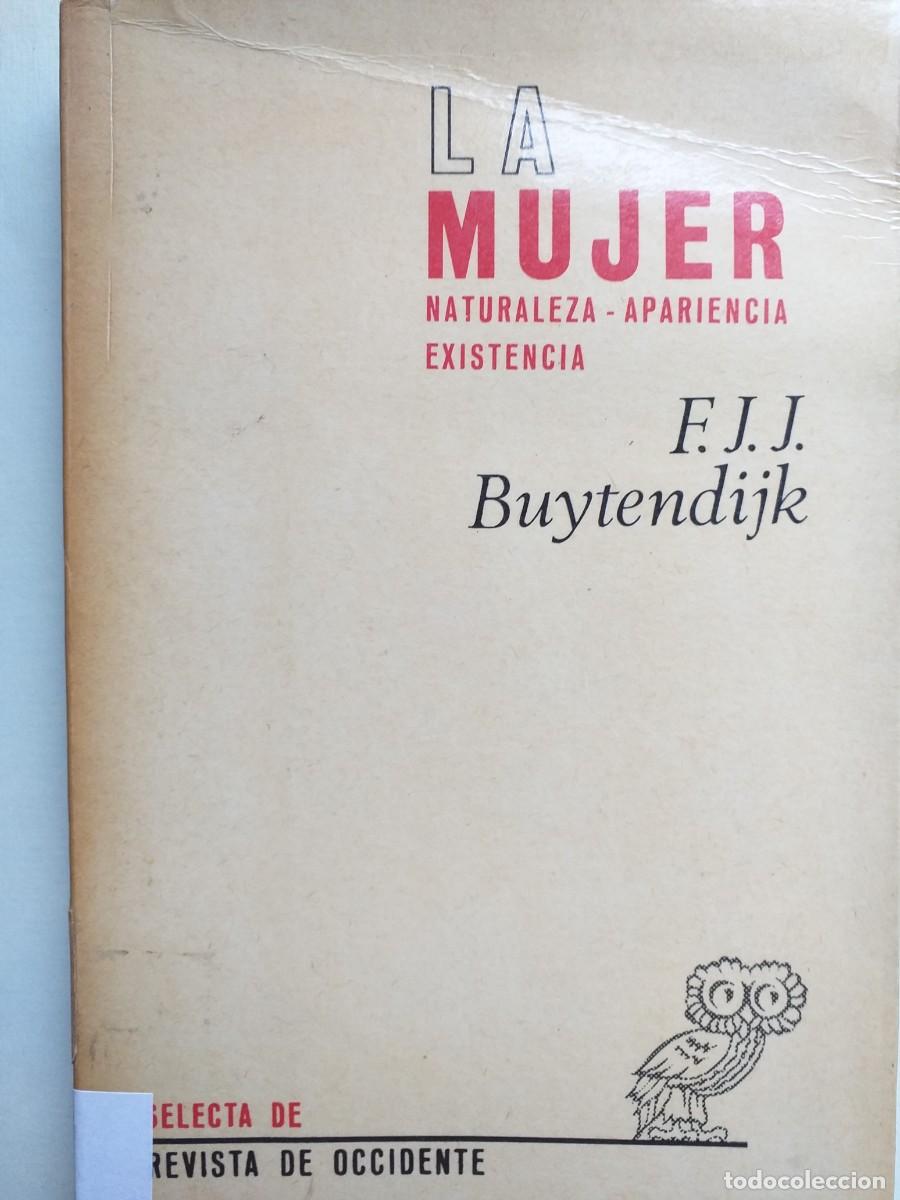 LA
MUJER
NATURALEZA - APARIENCIA
EXISTENCIA
F. J. J.
Buytendijk
SELECTA DE
REVISTA DE OCCIDENTE
todocoleccion